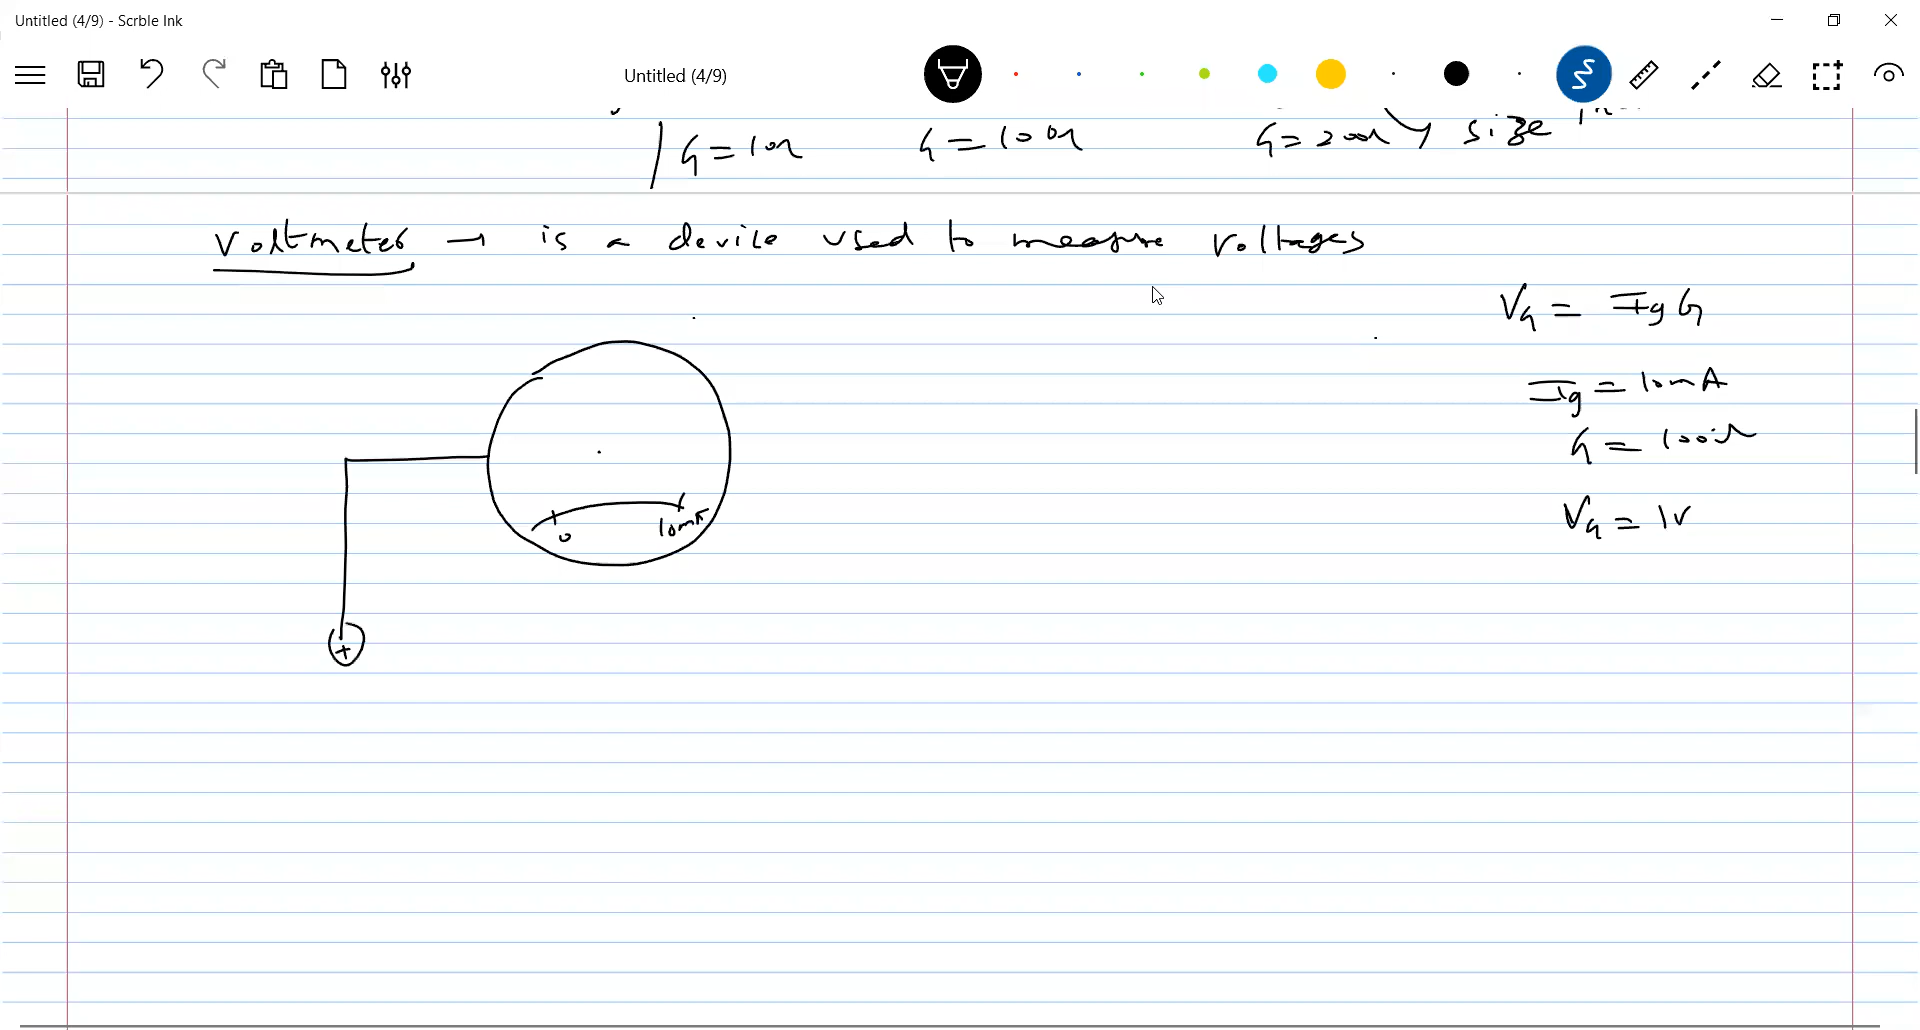 Untitled (4/9) - Scrble Ink
Untitled (4/9)
G = 10Ω G = 100Ω G = 200Ω size
Voltmeter → is a device used to measure voltages
VG = Ig G
Ig = 10mA
G = 100Ω
0 10mA
VG = 1V
+